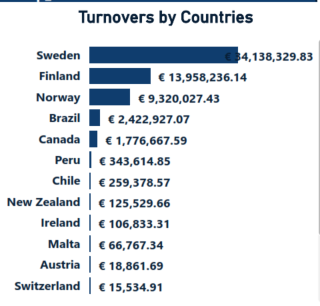 Turnovers by Countries
Sweden € 34,138,329.83
Finland € 13,958,236.14
Norway € 9,320,027.43
Brazil € 2,422,927.07
Canada € 1,776,667.59
Peru € 343,614.85
Chile € 259,378.57
New Zealand € 125,529.66
Ireland € 106,833.31
Malta € 66,767.34
Austria € 18,861.69
Switzerland € 15,534.91